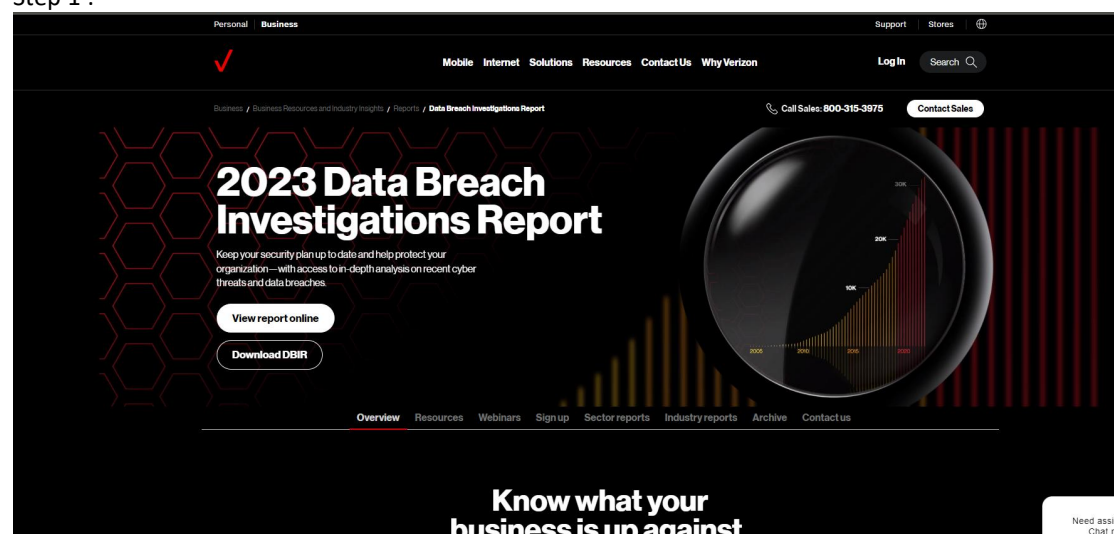 Step 1 :
Personal Business
Support Stores
Mobile Internet Solutions Resources Contact Us Why Verizon
Log In Search
Business / Business Resources and Industry Insights / Reports / Data Breach Investigations Report
Call Sales: 800-315-3975
Contact Sales
2023 Data Breach
Investigations Report
Keep your security plan up to date and help protect your
organization—with access to in-depth analysis on recent cyber
threats and data breaches.
View report online
Download DBIR
30K
20K
10K
2005 2010 2015 2020
Overview Resources Webinars Sign up Sector reports Industry reports Archive Contact us
Know what your
business is up against
Need assi
Chat